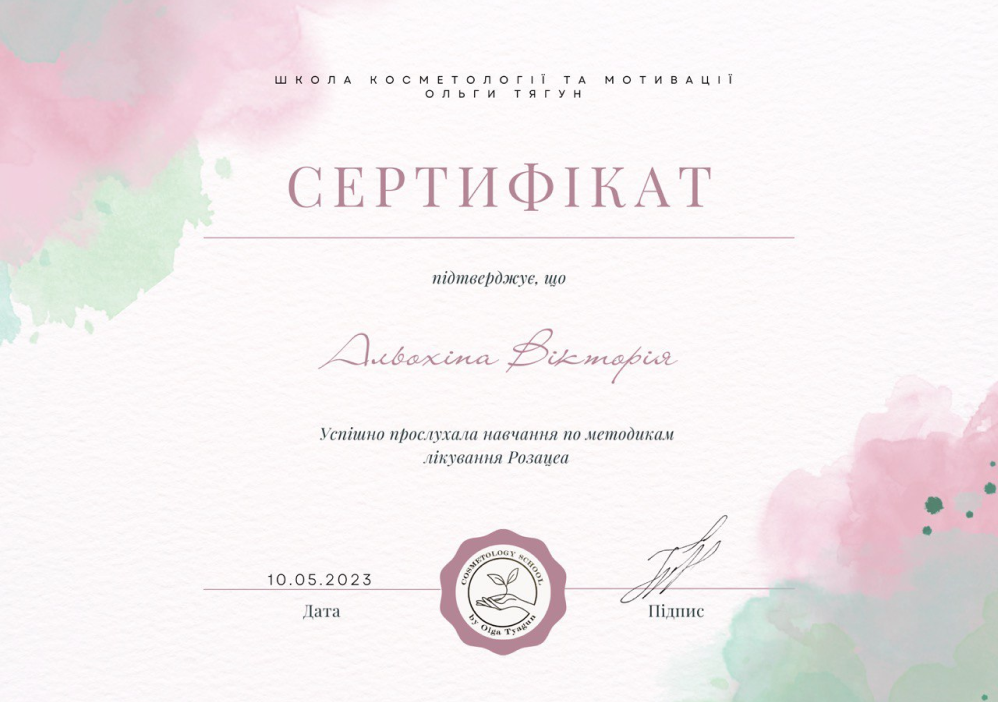 ШКОЛА КОСМЕТОЛОГІЇ ТА МОТИВАЦІЇ
ОЛЬГИ ТЯГУН
СЕРТИФІКАТ
підтверджує, що
Альохіна Вікторія
Успішно прослухала навчання по методикам
лікування Розацеа
10.05.2023
Дата
COSMETOLOGY SCHOOL
by Olga Tyagun
Підпис